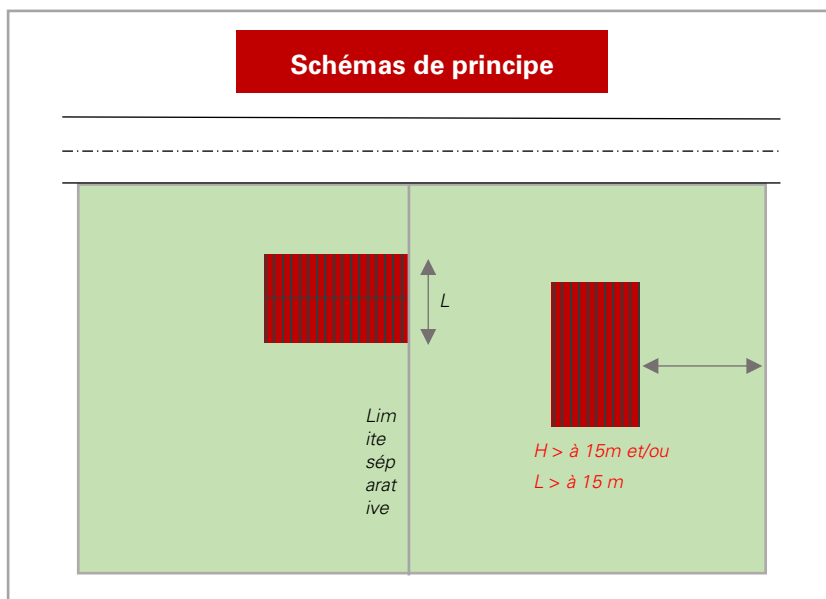 Schémas de principe
L
Lim
ite
sép
arat
ive
H > à 15m et/ou
L > à 15 m